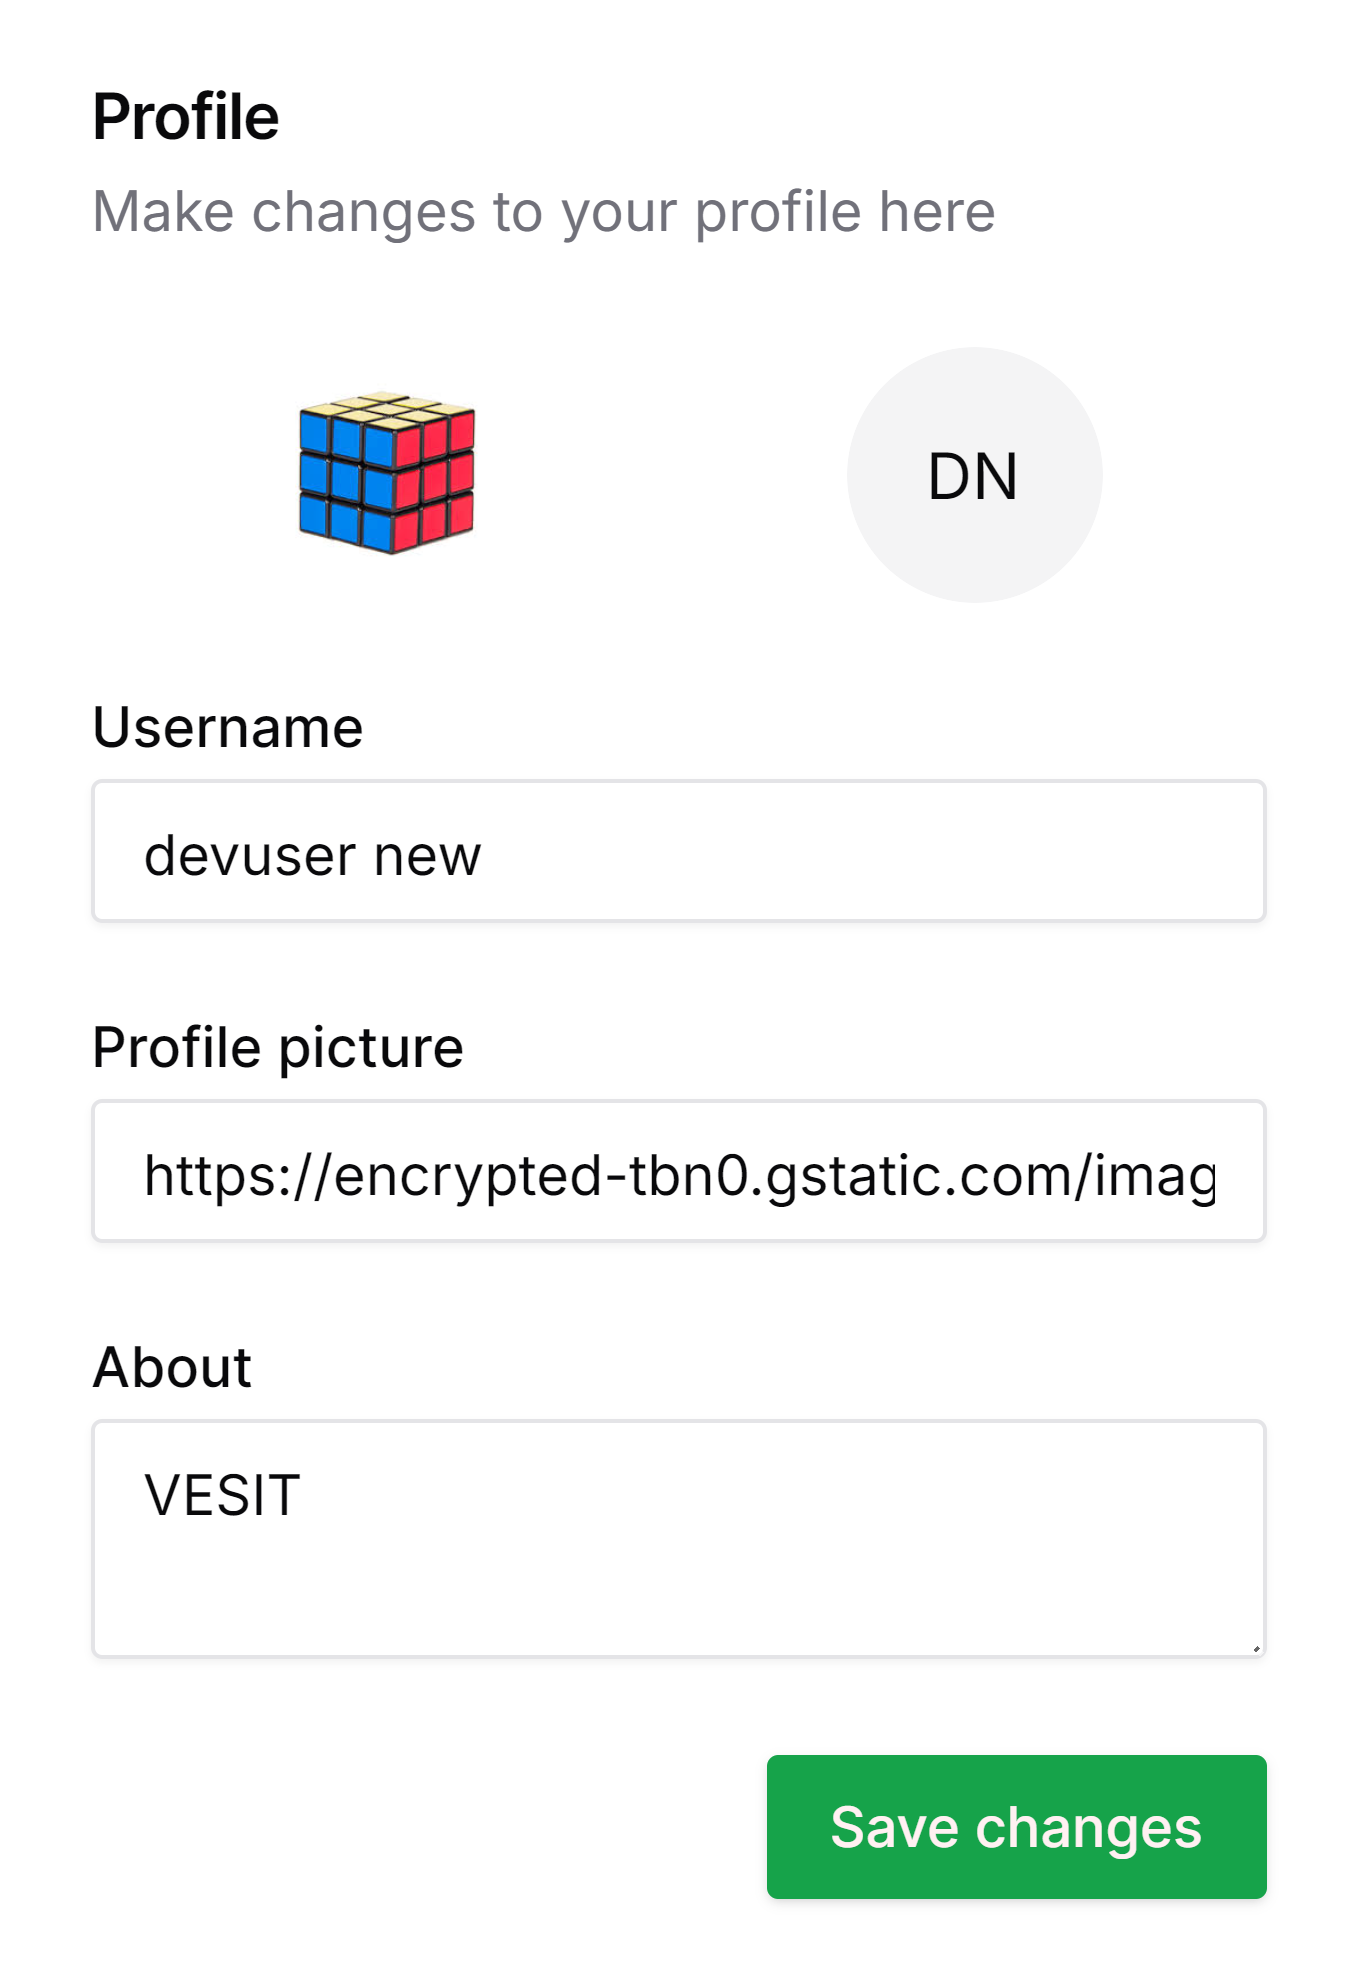 Profile
Make changes to your profile here
DN
Username
devuser new
Profile picture
https://encrypted-tbn0.gstatic.com/imag
About
VESIT
Save changes